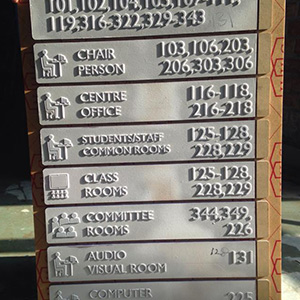 119,316-322,329-343
CHAIR PERSON 103,106,203, 206,303,306
CENTRE OFFICE 116-118, 216-218
STUDENTS/STAFF COMMON ROOMS 125-128, 228,229
CLASS ROOMS 125-128, 228,229
COMMITTEE ROOMS 344,349, 226
AUDIO VISUAL ROOM 131
COMPUTER 225